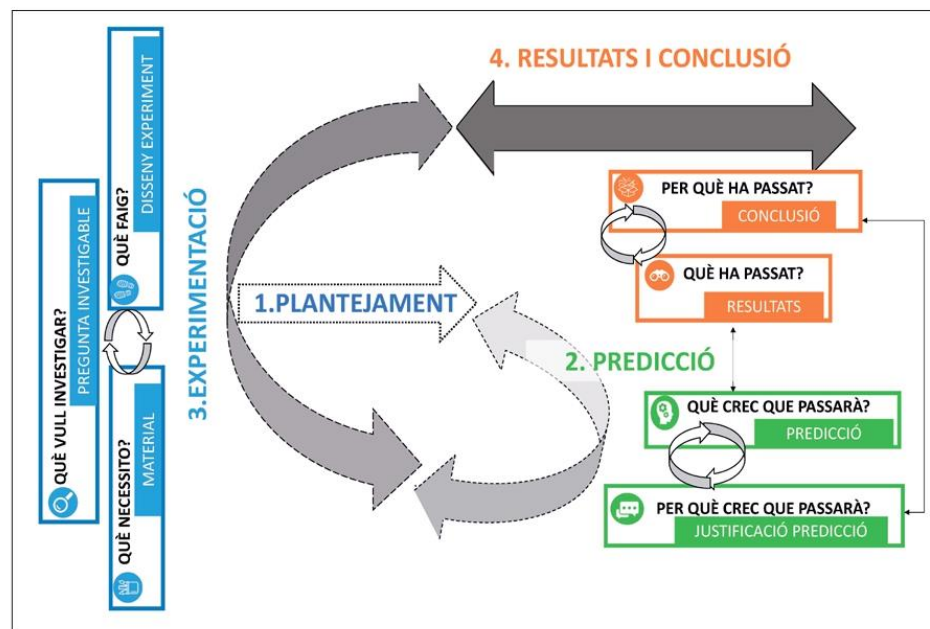 QUÈ VULL INVESTIGAR?
PREGUNTA INVESTIGABLE
QUÈ FAIG?
DISSENY EXPERIMENT
QUÈ NECESSITO?
MATERIAL
3.EXPERIMENTACIÓ
1.PLANTEJAMENT
2. PREDICCIÓ
4. RESULTATS I CONCLUSIÓ
PER QUÈ HA PASSAT?
CONCLUSIÓ
QUÈ HA PASSAT?
RESULTATS
QUÈ CREC QUE PASSARÀ?
PREDICCIÓ
PER QUÈ CREC QUE PASSARÀ?
JUSTIFICACIÓ PREDICCIÓ